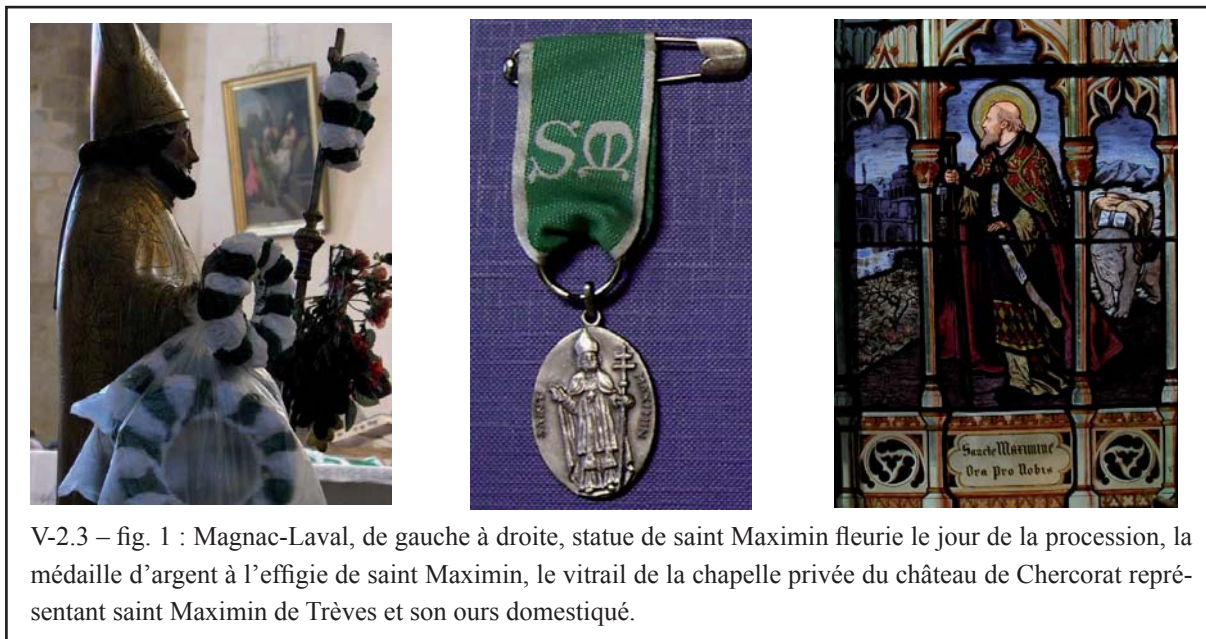 SM
SAINT MAXIMIN
Sancte Maximine
Ora Pro Nobis
V-2.3 – fig. 1 : Magnac-Laval, de gauche à droite, statue de saint Maximin fleurie le jour de la procession, la
médaille d'argent à l'effigie de saint Maximin, le vitrail de la chapelle privée du château de Chercorat repré-
sentant saint Maximin de Trèves et son ours domestiqué.